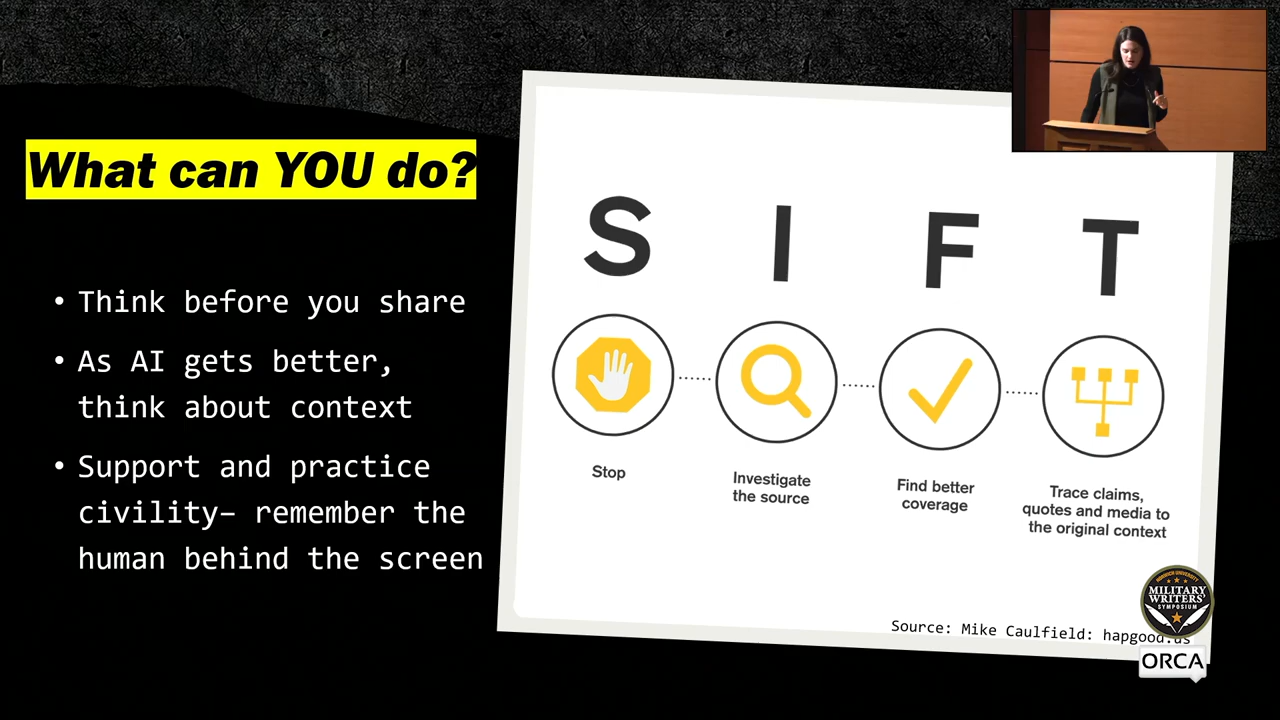 What can YOU do?
• Think before you share
• As AI gets better,
think about context
• Support and practice
civility– remember the
human behind the screen
S I F T
Stop
Investigate
the source
Find better
coverage
Trace claims,
quotes and media to
the original context
Source: Mike Caulfield: hapgood.us
NORWICH UNIVERSITY
MILITARY
WRITERS'
SYMPOSIUM
ORCA